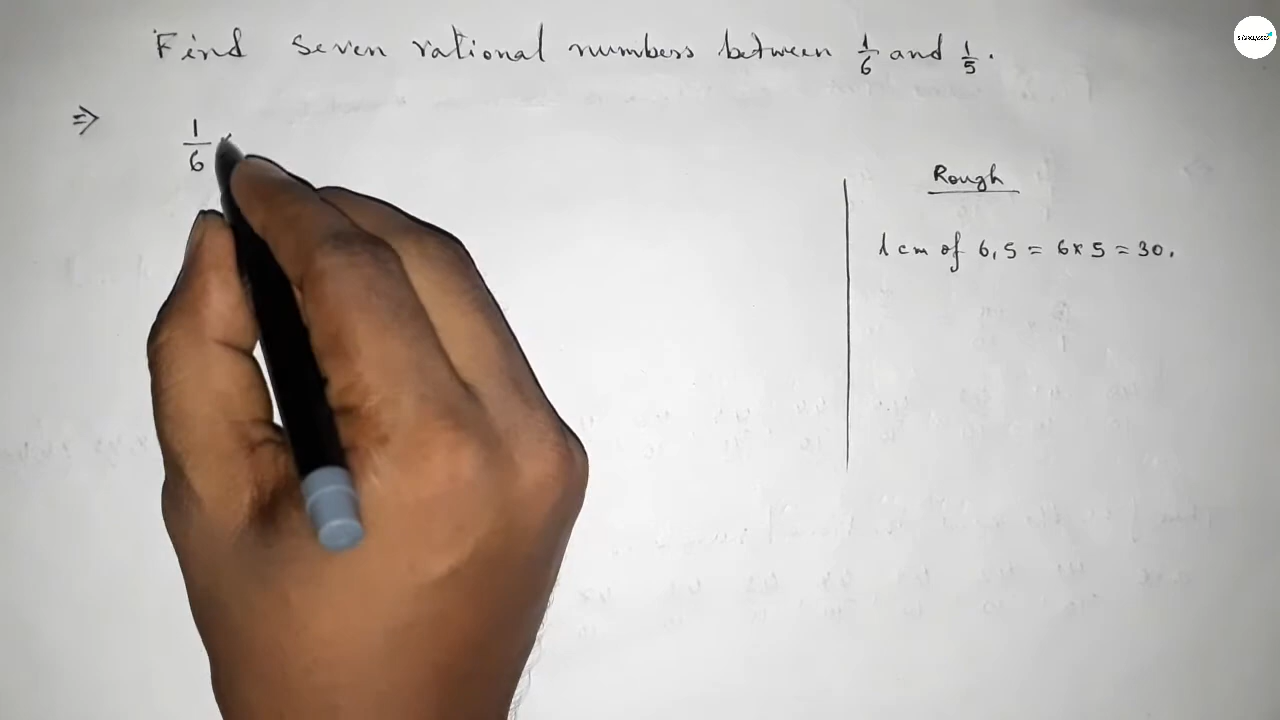 Find seven rational numbers between 1/6 and 1/5.
⇒ 1/6
Rough
lcm of 6,5 = 6×5 = 30.